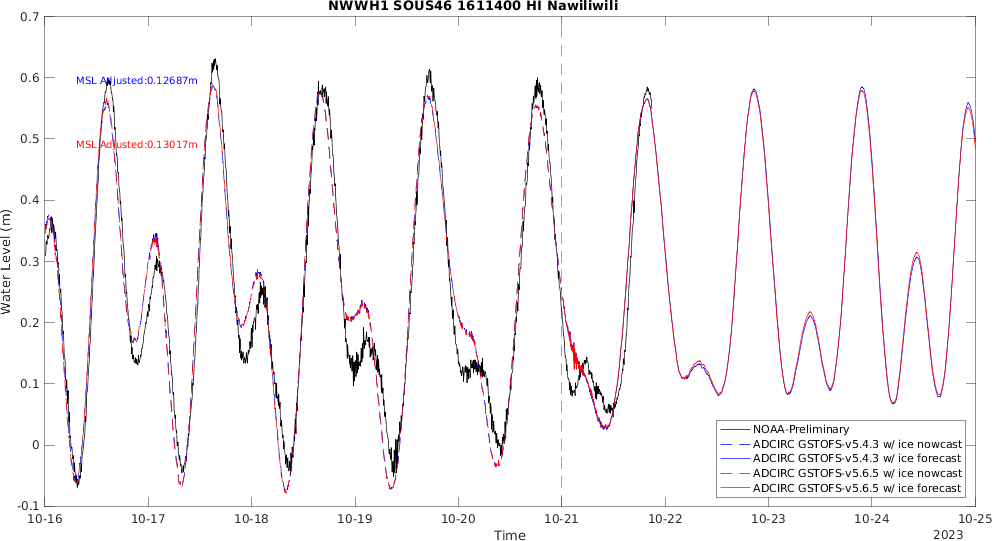 NWWH1 SOUS46 1611400 HI Nawiliwili
Water Level (m)
0.7
0.6
0.5
0.4
0.3
0.2
0.1
0
-0.1
MSL Adjusted:0.12687m
MSL Adjusted:0.13017m
NOAA-Preliminary
ADCIRC GSTOFS-v5.4.3 w/ ice nowcast
ADCIRC GSTOFS-v5.4.3 w/ ice forecast
ADCIRC GSTOFS-v5.6.5 w/ ice nowcast
ADCIRC GSTOFS-v5.6.5 w/ ice forecast
10-16 10-17 10-18 10-19 10-20 10-21 10-22 10-23 10-24 10-25
Time
2023